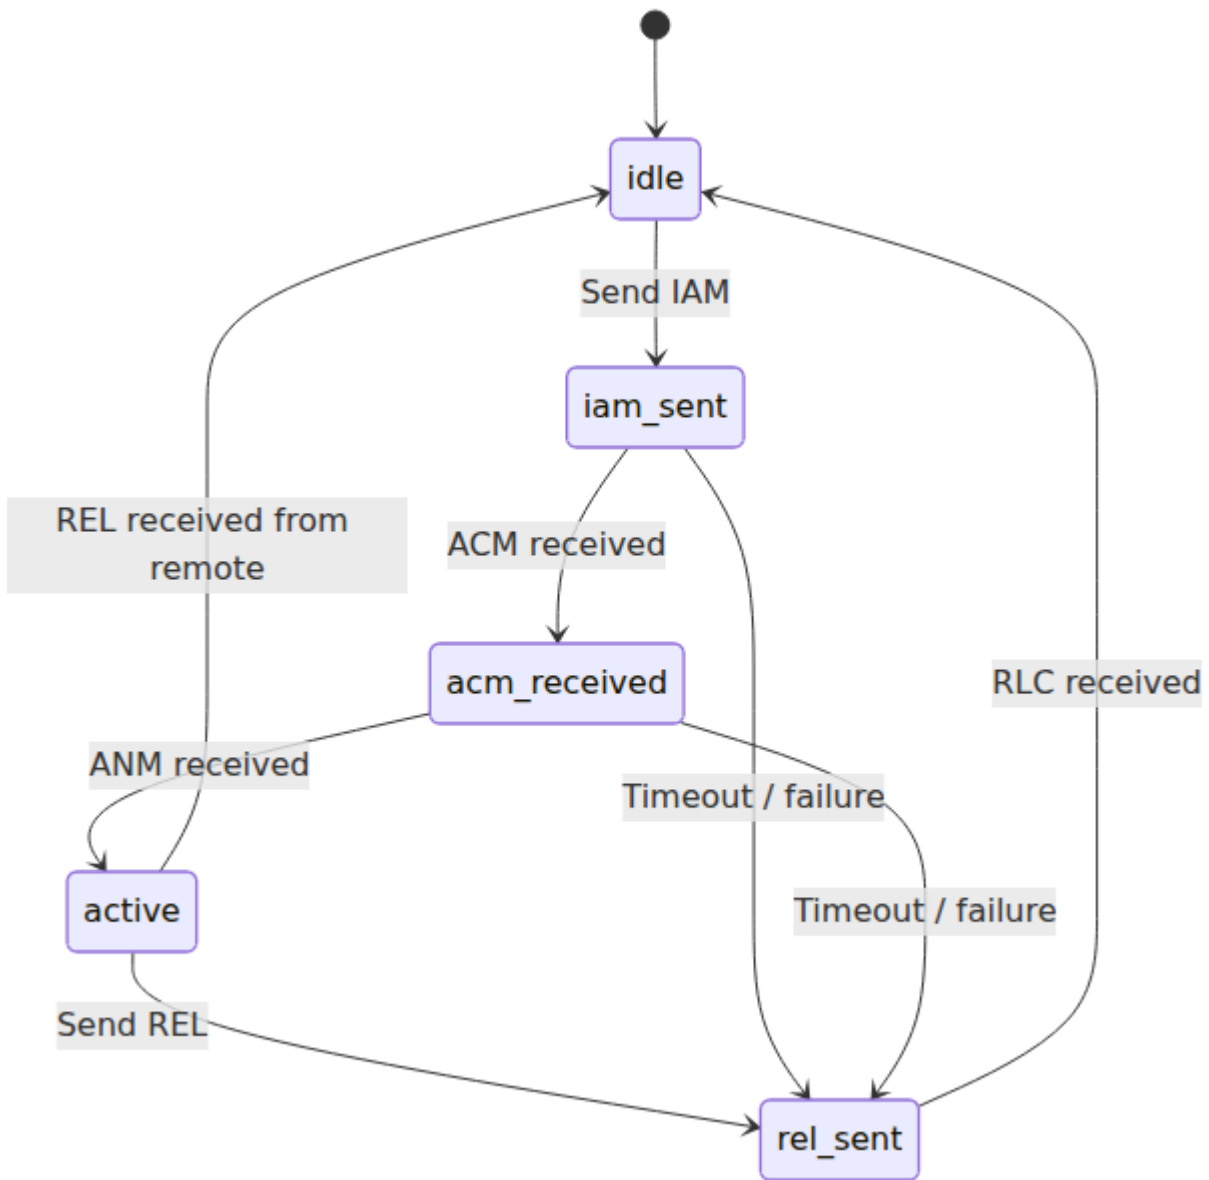 idle
Send IAM
iam_sent
REL received from
remote
ACM received
acm_received
RLC received
ANM received
Timeout / failure
active
Timeout / failure
Send REL
rel_sent